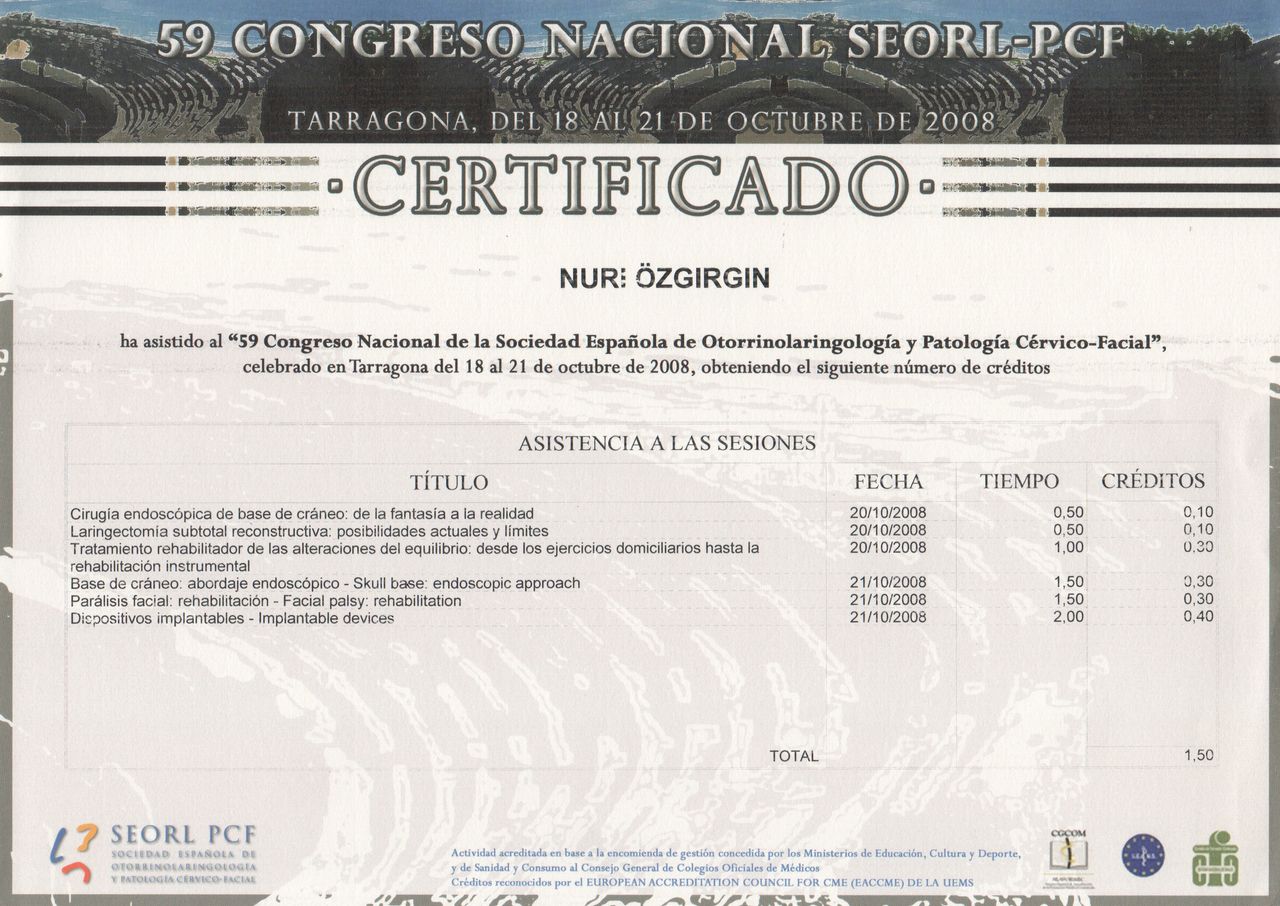 59 CONGRESO NACIONAL SEORL-PCF
TARRAGONA, DEL 18 AL 21 DE OCTUBRE DE 2008
·CERTIFICADO·
NURİ ÖZGIRGIN
ha asistido al “59 Congreso Nacional de la Sociedad Española de Otorrinolaringología y Patología Cérvico-Facial”,
celebrado en Tarragona del 18 al 21 de octubre de 2008, obteniendo el siguiente número de créditos
ASISTENCIA A LAS SESIONES
TÍTULO FECHA TIEMPO CRÉDITOS
Cirugía endoscópica de base de cráneo: de la fantasía a la realidad 20/10/2008 0,50 0,10
Laringectomía subtotal reconstructiva: posibilidades actuales y límites 20/10/2008 0,50 0,10
Tratamiento rehabilitador de las alteraciones del equilibrio: desde los ejercicios domiciliarios hasta la 20/10/2008 1,00 0,30
rehabilitación instrumental
Base de cráneo: abordaje endoscópico - Skull base: endoscopic approach 21/10/2008 1,50 0,30
Parálisis facial: rehabilitación - Facial palsy: rehabilitation 21/10/2008 1,50 0,30
Dispositivos implantables - Implantable devices 21/10/2008 2,00 0,40
TOTAL 1,50
SEORL PCF
SOCIEDAD ESPAÑOLA DE
OTORRINOLARINGOLOGÍA
Y PATOLOGÍA CÉRVICO-FACIAL
Actividad acreditada en base a la encomienda de gestión concedida por los Ministerios de Educación, Cultura y Deporte,
y de Sanidad y Consumo al Consejo General de Colegios Oficiales de Médicos
Créditos reconocidos por el EUROPEAN ACCREDITATION COUNCIL FOR CME (EACCME) DE LA UEMS
CGCOM
U.E.M.S.